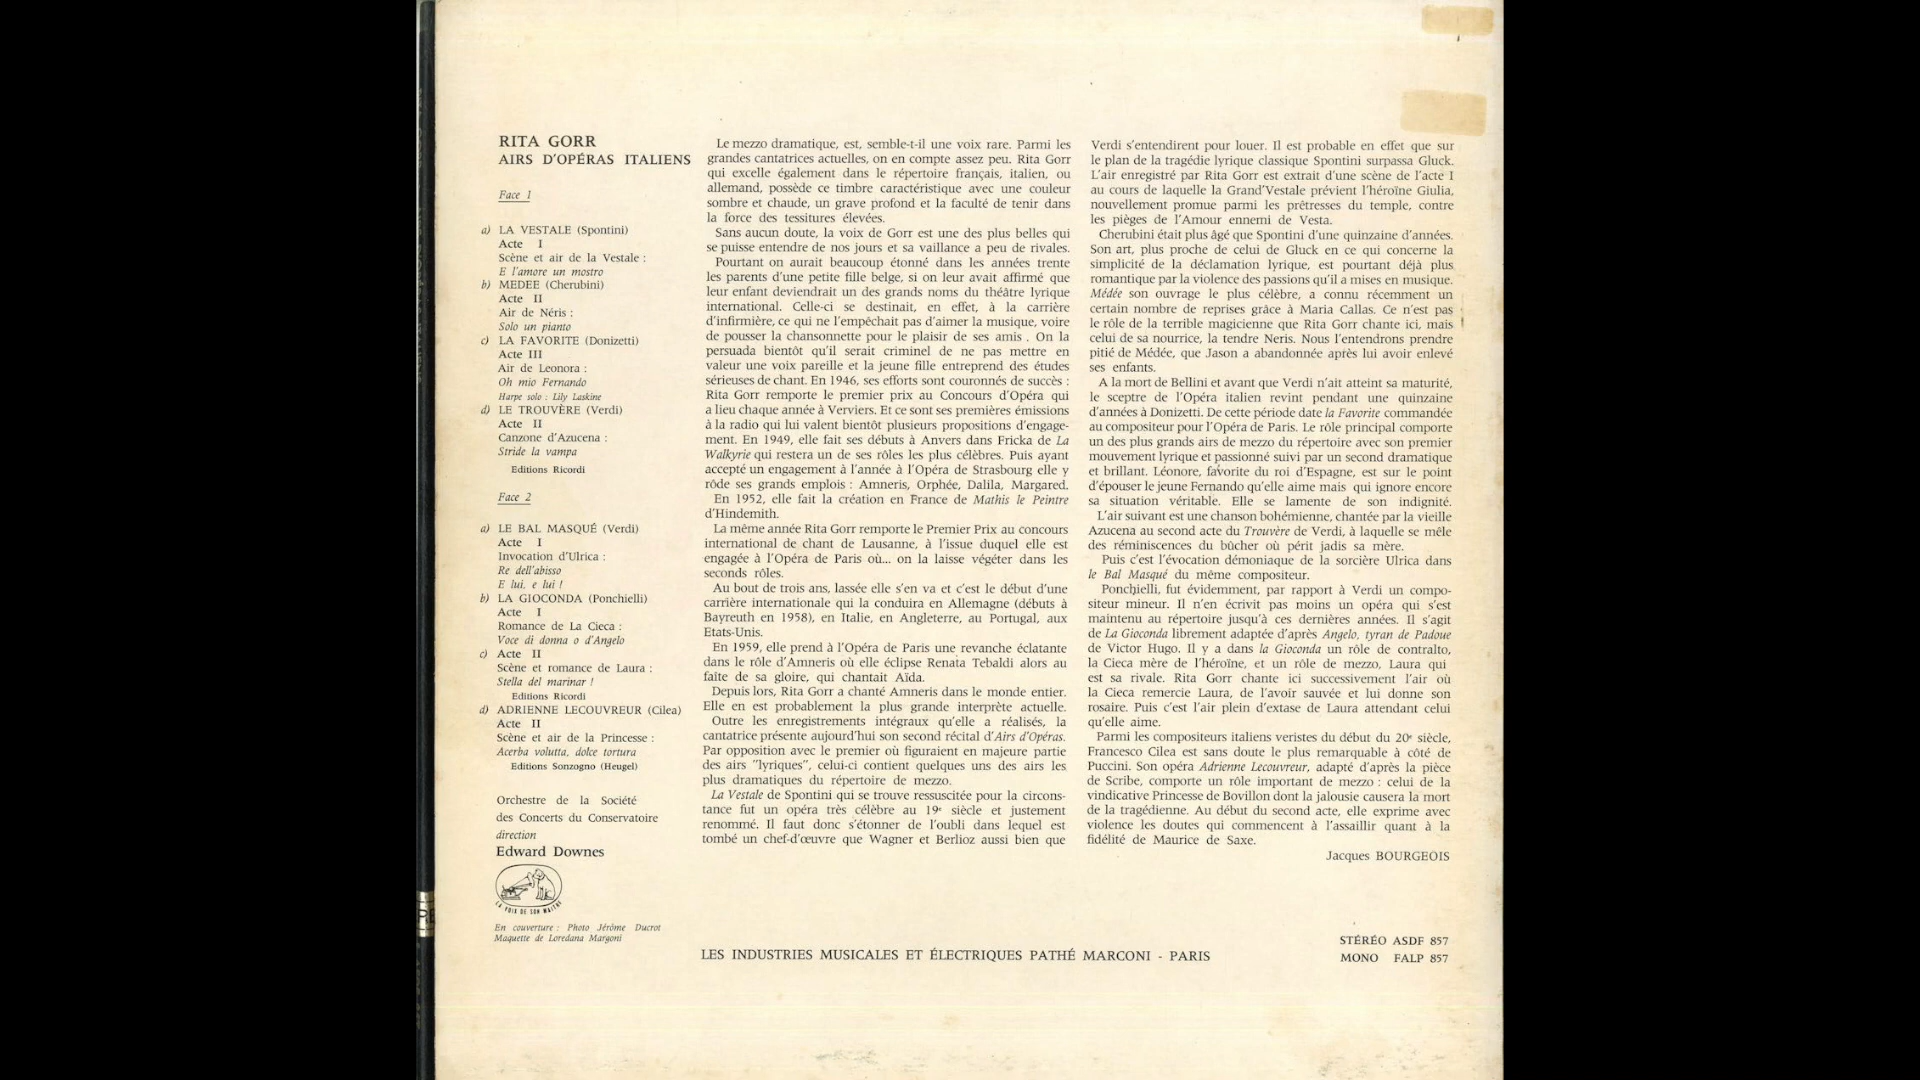 RITA GORR
AIRS D'OPÉRAS ITALIENS
Face 1
a) LA VESTALE (Spontini)
Acte I
Scène et air de la Vestale :
E l'amore un mostro
b) MEDEE (Cherubini)
Acte II
Air de Néris :
Solo un pianto
c) LA FAVORITE (Donizetti)
Acte III
Air de Leonora :
Oh mio Fernando
Harpe solo : Lily Laskine
d) LE TROUVÈRE (Verdi)
Acte II
Canzone d'Azucena :
Stride la vampa
Editions Ricordi
Face 2
a) LE BAL MASQUÉ (Verdi)
Acte I
Invocation d'Ulrica :
Re dell'abisso
E lui, e lui !
b) LA GIOCONDA (Ponchielli)
Acte I
Romance de La Cieca :
Voce di donna o d'Angelo
c) Acte II
Scène et romance de Laura :
Stella del marinar !
Editions Ricordi
d) ADRIENNE LECOUVREUR (Cilea)
Acte II
Scène et air de la Princesse :
Acerba volutta, dolce tortura
Editions Sonzogno (Heugel)
Orchestre de la Société
des Concerts du Conservatoire
direction
Edward Downes
LA VOIX DE SON MAITRE
En couverture : Photo Jérôme Ducrot
Maquette de Loredana Margoni
Le mezzo dramatique, est, semble-t-il une voix rare. Parmi les
grandes cantatrices actuelles, on en compte assez peu. Rita Gorr
qui excelle également dans le répertoire français, italien, ou
allemand, possède ce timbre caractéristique avec une couleur
sombre et chaude, un grave profond et la faculté de tenir dans
la force des tessitures élevées.
Sans aucun doute, la voix de Gorr est une des plus belles qui
se puisse entendre de nos jours et sa vaillance a peu de rivales.
Pourtant on aurait beaucoup étonné dans les années trente
les parents d'une petite fille belge, si on leur avait affirmé que
leur enfant deviendrait un des grands noms du théâtre lyrique
international. Celle-ci se destinait, en effet, à la carrière
d'infirmière, ce qui ne l'empêchait pas d'aimer la musique, voire
de pousser la chansonnette pour le plaisir de ses amis . On la
persuada bientôt qu'il serait criminel de ne pas mettre en
valeur une voix pareille et la jeune fille entreprend des études
sérieuses de chant. En 1946, ses efforts sont couronnés de succès :
Rita Gorr remporte le premier prix au Concours d'Opéra qui
a lieu chaque année à Verviers. Et ce sont ses premières émissions
à la radio qui lui valent bientôt plusieurs propositions d'engage-
ment. En 1949, elle fait ses débuts à Anvers dans Fricka de La
Walkyrie qui restera un de ses rôles les plus célèbres. Puis ayant
accepté un engagement à l'année à l'Opéra de Strasbourg elle y
rôde ses grands emplois : Amneris, Orphée, Dalila, Margared.
En 1952, elle fait la création en France de Mathis le Peintre
d'Hindemith.
La même année Rita Gorr remporte le Premier Prix au concours
international de chant de Lausanne, à l'issue duquel elle est
engagée à l'Opéra de Paris où... on la laisse végéter dans les
seconds rôles.
Au bout de trois ans, lassée elle s'en va et c'est le début d'une
carrière internationale qui la conduira en Allemagne (débuts à
Bayreuth en 1958), en Italie, en Angleterre, au Portugal, aux
Etats-Unis.
En 1959, elle prend à l'Opéra de Paris une revanche éclatante
dans le rôle d'Amneris où elle éclipse Renata Tebaldi alors au
faîte de sa gloire, qui chantait Aïda.
Depuis lors, Rita Gorr a chanté Amneris dans le monde entier.
Elle en est probablement la plus grande interprète actuelle.
Outre les enregistrements intégraux qu'elle a réalisés, la
cantatrice présente aujourd'hui son second récital d'Airs d'Opéras.
Par opposition avec le premier où figuraient en majeure partie
des airs "lyriques", celui-ci contient quelques uns des airs les
plus dramatiques du répertoire de mezzo.
La Vestale de Spontini qui se trouve ressuscitée pour la circons-
tance fut un opéra très célèbre au 19e siècle et justement
renommé. Il faut donc s'étonner de l'oubli dans lequel est
tombé un chef-d'œuvre que Wagner et Berlioz aussi bien que
Verdi s'entendirent pour louer. Il est probable en effet que sur
le plan de la tragédie lyrique classique Spontini surpassa Gluck.
L'air enregistré par Rita Gorr est extrait d'une scène de l'acte I
au cours de laquelle la Grand'Vestale prévient l'héroïne Giulia,
nouvellement promue parmi les prêtresses du temple, contre
les pièges de l'Amour ennemi de Vesta.
Cherubini était plus âgé que Spontini d'une quinzaine d'années.
Son art, plus proche de celui de Gluck en ce qui concerne la
simplicité de la déclamation lyrique, est pourtant déjà plus
romantique par la violence des passions qu'il a mises en musique.
Médée son ouvrage le plus célèbre, a connu récemment un
certain nombre de reprises grâce à Maria Callas. Ce n'est pas
le rôle de la terrible magicienne que Rita Gorr chante ici, mais
celui de sa nourrice, la tendre Neris. Nous l'entendrons prendre
pitié de Médée, que Jason a abandonnée après lui avoir enlevé
ses enfants.
A la mort de Bellini et avant que Verdi n'ait atteint sa maturité,
le sceptre de l'Opéra italien revint pendant une quinzaine
d'années à Donizetti. De cette période date la Favorite commandée
au compositeur pour l'Opéra de Paris. Le rôle principal comporte
un des plus grands airs de mezzo du répertoire avec son premier
mouvement lyrique et passionné suivi par un second dramatique
et brillant. Léonore, favorite du roi d'Espagne, est sur le point
d'épouser le jeune Fernando qu'elle aime mais qui ignore encore
sa situation véritable. Elle se lamente de son indignité.
L'air suivant est une chanson bohémienne, chantée par la vieille
Azucena au second acte du Trouvère de Verdi, à laquelle se mêle
des réminiscences du bûcher où périt jadis sa mère.
Puis c'est l'évocation démoniaque de la sorcière Ulrica dans
le Bal Masqué du même compositeur.
Ponchielli, fut évidemment, par rapport à Verdi un compo-
siteur mineur. Il n'en écrivit pas moins un opéra qui s'est
maintenu au répertoire jusqu'à ces dernières années. Il s'agit
de La Gioconda librement adaptée d'après Angelo, tyran de Padoue
de Victor Hugo. Il y a dans la Gioconda un rôle de contralto,
la Cieca mère de l'héroïne, et un rôle de mezzo, Laura qui
est sa rivale. Rita Gorr chante ici successivement l'air où
la Cieca remercie Laura, de l'avoir sauvée et lui donne son
rosaire. Puis c'est l'air plein d'extase de Laura attendant celui
qu'elle aime.
Parmi les compositeurs italiens veristes du début du 20e siècle,
Francesco Cilea est sans doute le plus remarquable à côté de
Puccini. Son opéra Adrienne Lecouvreur, adapté d'après la pièce
de Scribe, comporte un rôle important de mezzo : celui de la
vindicative Princesse de Bovillon dont la jalousie causera la mort
de la tragédienne. Au début du second acte, elle exprime avec
violence les doutes qui commencent à l'assaillir quant à la
fidélité de Maurice de Saxe.
Jacques BOURGEOIS
LES INDUSTRIES MUSICALES ET ÉLECTRIQUES PATHÉ MARCONI - PARIS
STÉRÉO ASDF 857
MONO FALP 857